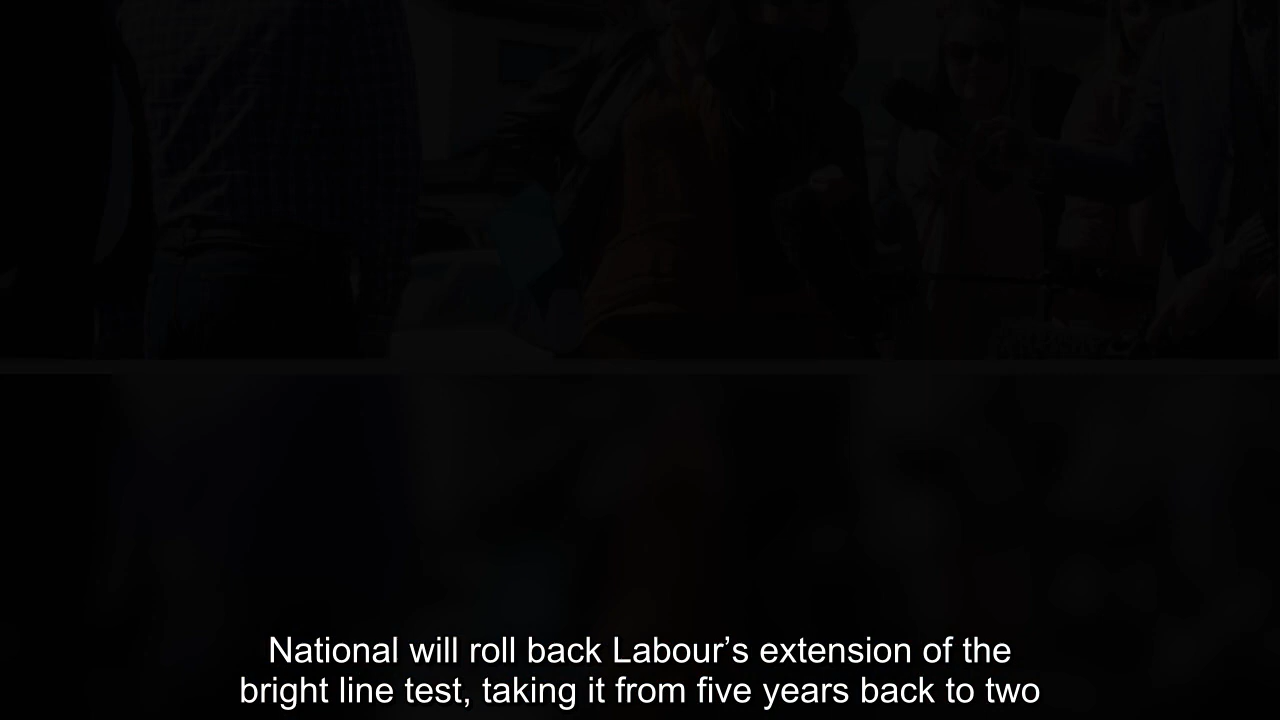 National will roll back Labour’s extension of the
bright line test, taking it from five years back to two